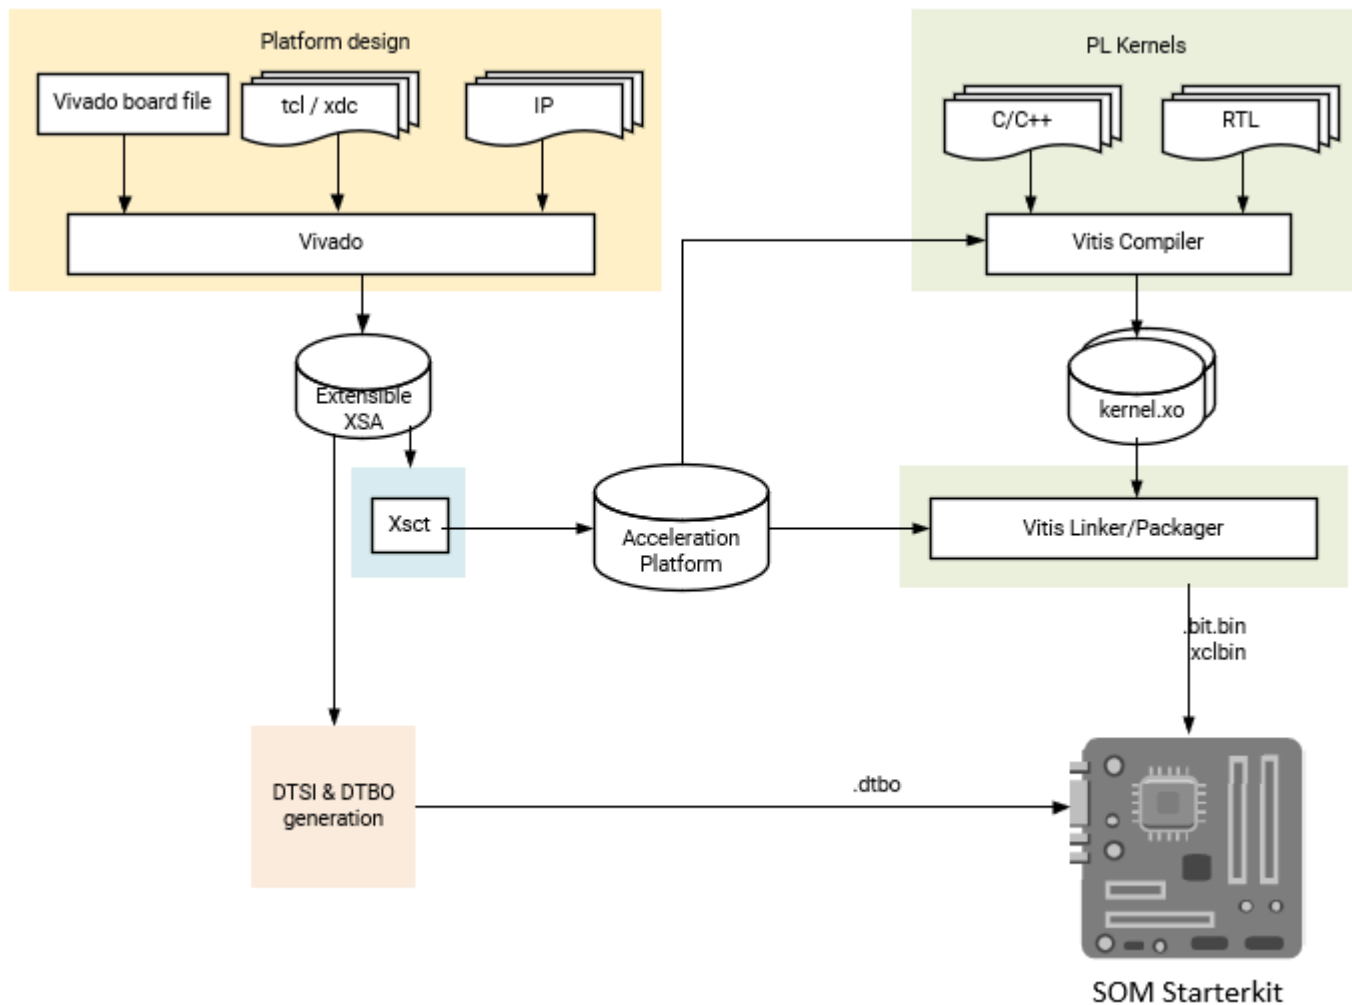 Platform design
PL Kernels
Vivado board file
tcl / xdc
IP
C/C++
RTL
Vivado
Vitis Compiler
Extensible
XSA
kernel.xo
Xsct
Acceleration
Platform
Vitis Linker/Packager
.bit.bin
xclbin
DTSI & DTBO
generation
.dtbo
SOM Starterkit